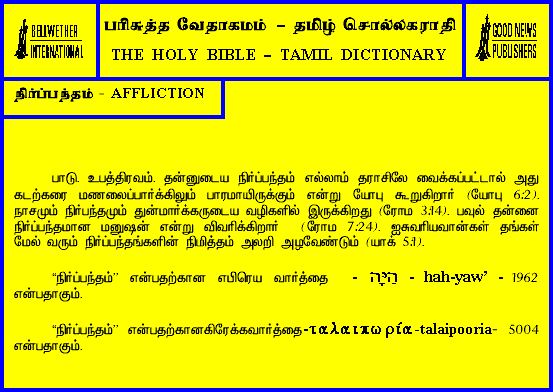 BELLWETHER
INTERNATIONAL
பரிசுத்த வேதாகமம் – தமிழ் சொல்லகராதி
THE HOLY BIBLE – TAMIL DICTIONARY
GOOD NEWS
PUBLISHERS
நிர்ப்பந்தம் - AFFLICTION
பாடு. உபத்திரவம். தன்னுடைய நிர்ப்பந்தம் எல்லாம் தராசிலே வைக்கப்பட்டால் அது
கடற்கரை மணலைப்பார்க்கிலும் பாரமாயிருக்கும் என்று யோபு கூறுகிறார் (யோபு 6:2).
நாசமும் நிர்பந்தமும் துன்மார்க்கருடைய வழிகளில் இருக்கிறது (ரோம 3:14). பவுல் தன்னை
நிர்ப்பந்தமான மனுஷன் என்று விவரிக்கிறார் (ரோம 7:24). ஐசுவரியவான்கள் தங்கள்
மேல் வரும் நிர்ப்பந்தங்களின் நிமித்தம் அலறி அழவேண்டும் (யாக் 5:1).
“நிர்ப்பந்தம்” என்பதற்கான எபிரெய வார்த்தை - הַיָּה - hah-yaw’ - 1962
என்பதாகும்.
“நிர்ப்பந்தம்” என்பதற்கானகிரேக்கவார்த்தை-ταλαιπωρία-talaipooria- 5004
என்பதாகும்.